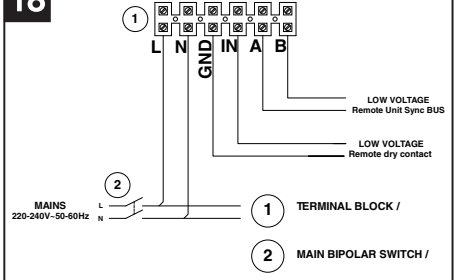 18
1
L N GND IN A B
LOW VOLTAGE
Remote Unit Sync BUS
LOW VOLTAGE
Remote dry contact
2
MAINS
220-240V~50-60Hz
L
N
1 TERMINAL BLOCK /
2 MAIN BIPOLAR SWITCH /